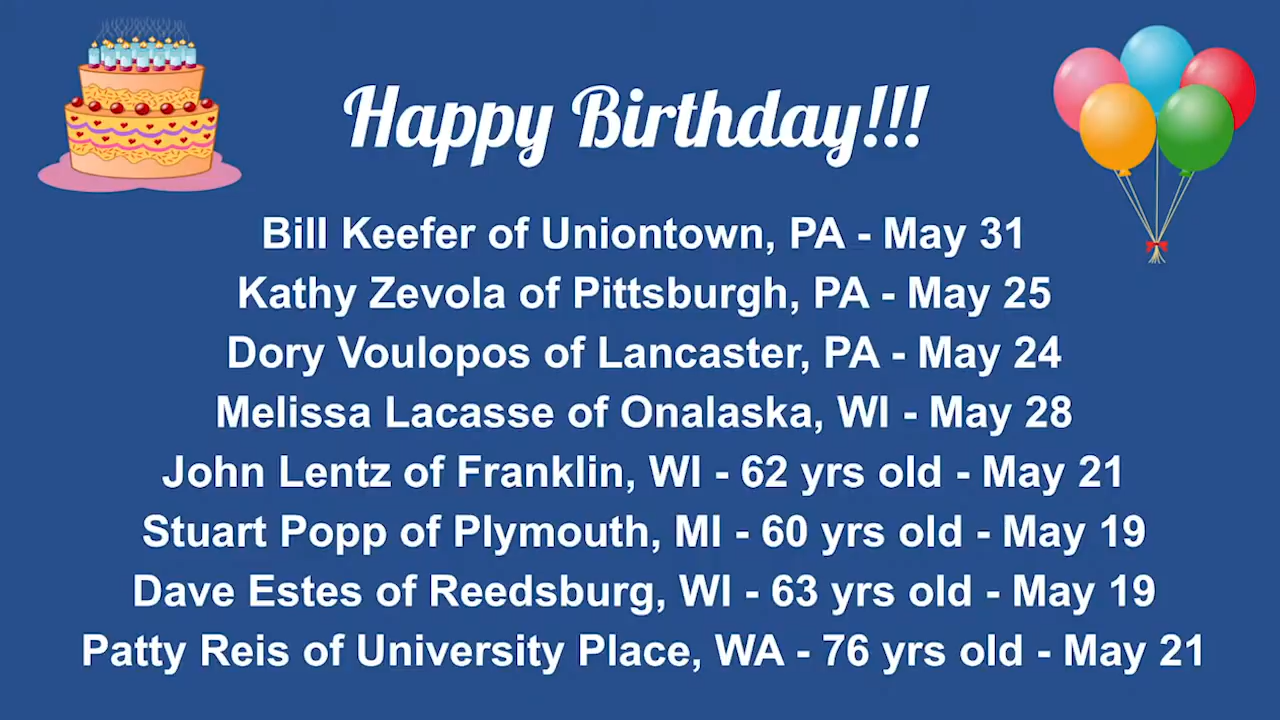 Happy Birthday!!!
Bill Keefer of Uniontown, PA - May 31
Kathy Zevola of Pittsburgh, PA - May 25
Dory Voulopos of Lancaster, PA - May 24
Melissa Lacasse of Onalaska, WI - May 28
John Lentz of Franklin, WI - 62 yrs old - May 21
Stuart Popp of Plymouth, MI - 60 yrs old - May 19
Dave Estes of Reedsburg, WI - 63 yrs old - May 19
Patty Reis of University Place, WA - 76 yrs old - May 21